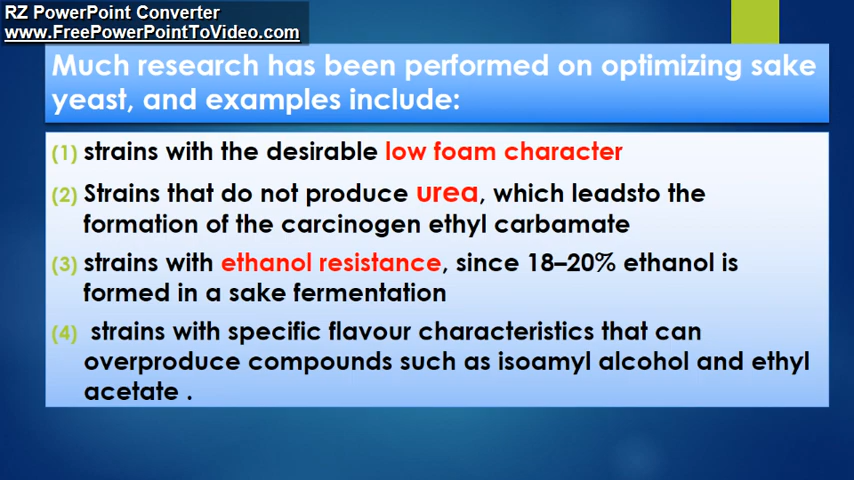 RZ PowerPoint Converter
www.FreePowerPointToVideo.com
Much research has been performed on optimizing sake
yeast, and examples include:
(1) strains with the desirable low foam character
(2) Strains that do not produce urea, which leadsto the
formation of the carcinogen ethyl carbamate
(3) strains with ethanol resistance, since 18–20% ethanol is
formed in a sake fermentation
(4) strains with specific flavour characteristics that can
overproduce compounds such as isoamyl alcohol and ethyl
acetate .